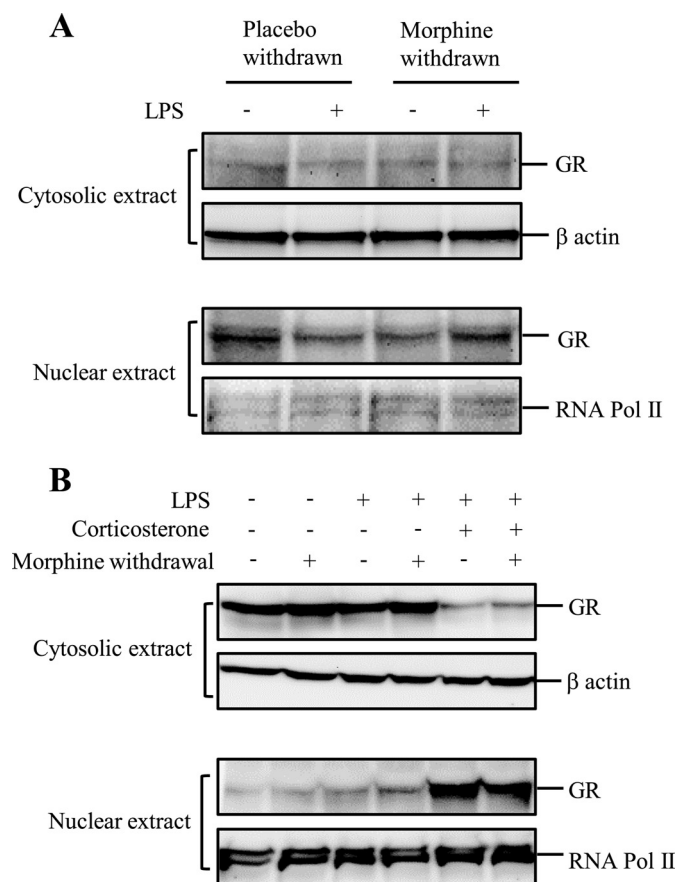 A
Placebo withdrawn
Morphine withdrawn
LPS - + - +
Cytosolic extract
GR
β actin
Nuclear extract
GR
RNA Pol II
B
LPS - - + + + +
Corticosterone - - - - + +
Morphine withdrawal - + - + - +
Cytosolic extract
GR
β actin
Nuclear extract
GR
RNA Pol II